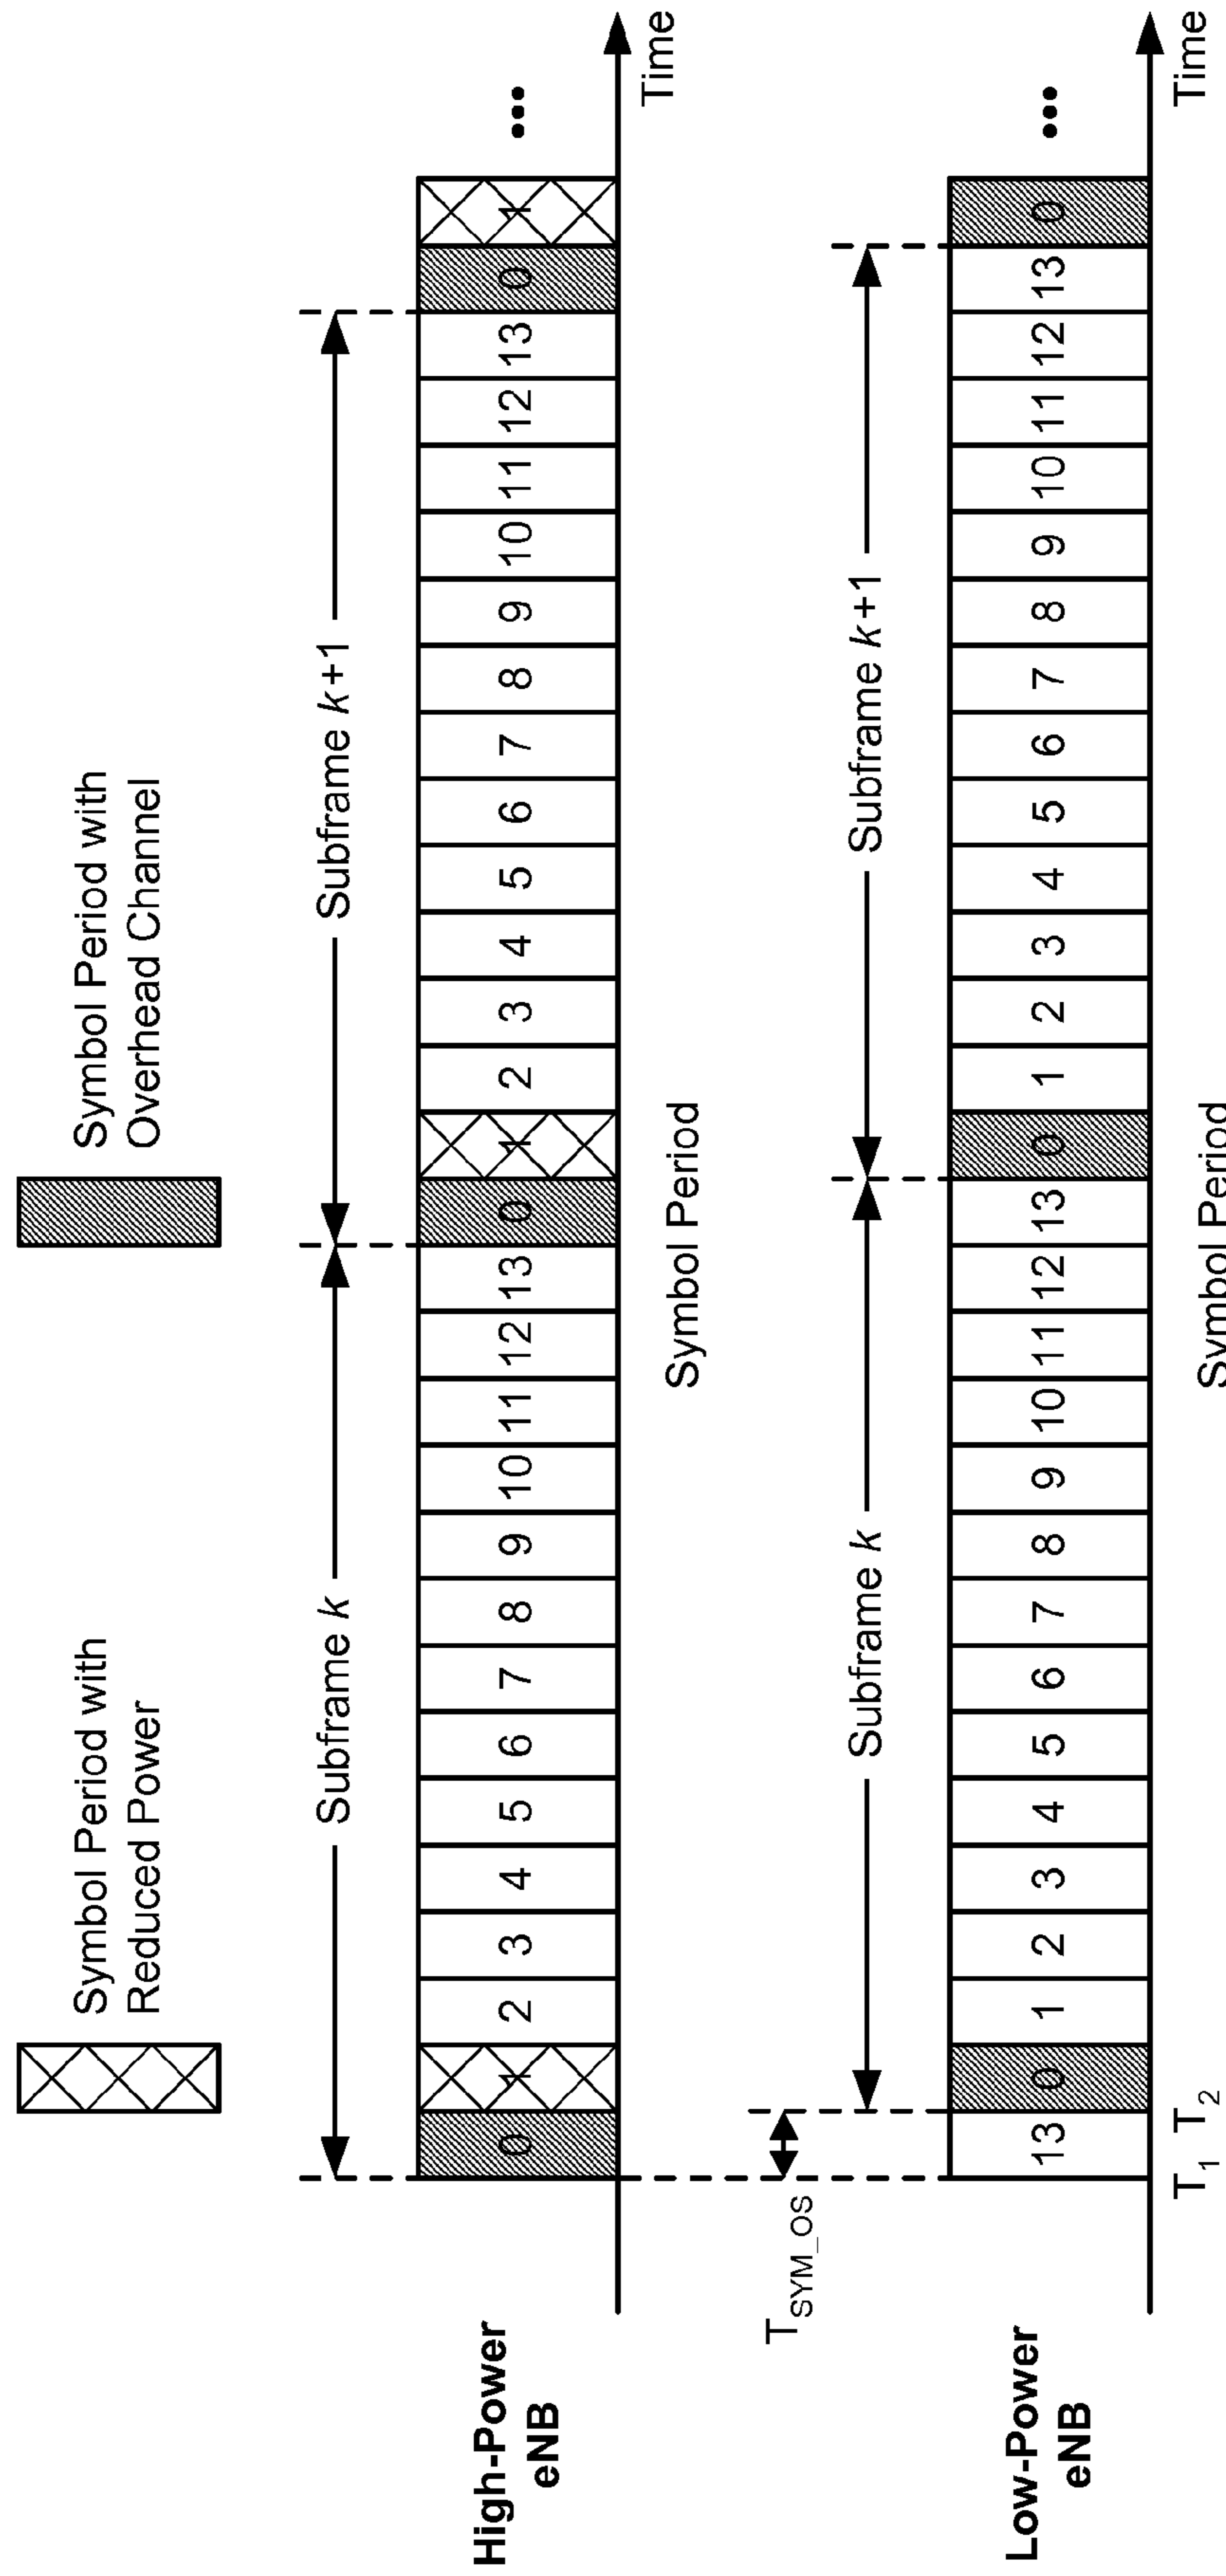 Symbol Period with
Reduced Power
Symbol Period with
Overhead Channel
Subframe k
Subframe k+1
High-Power
eNB
0 1 2 3 4 5 6 7 8 9 10 11 12 13 0 1 2 3 4 5 6 7 8 9 10 11 12 13 0 1 •••
Time
Symbol Period
TSYM_OS
Subframe k
Subframe k+1
Low-Power
eNB
13 0 1 2 3 4 5 6 7 8 9 10 11 12 13 0 1 2 3 4 5 6 7 8 9 10 11 12 13 0 •••
T1 T2
Time
Symbol Period